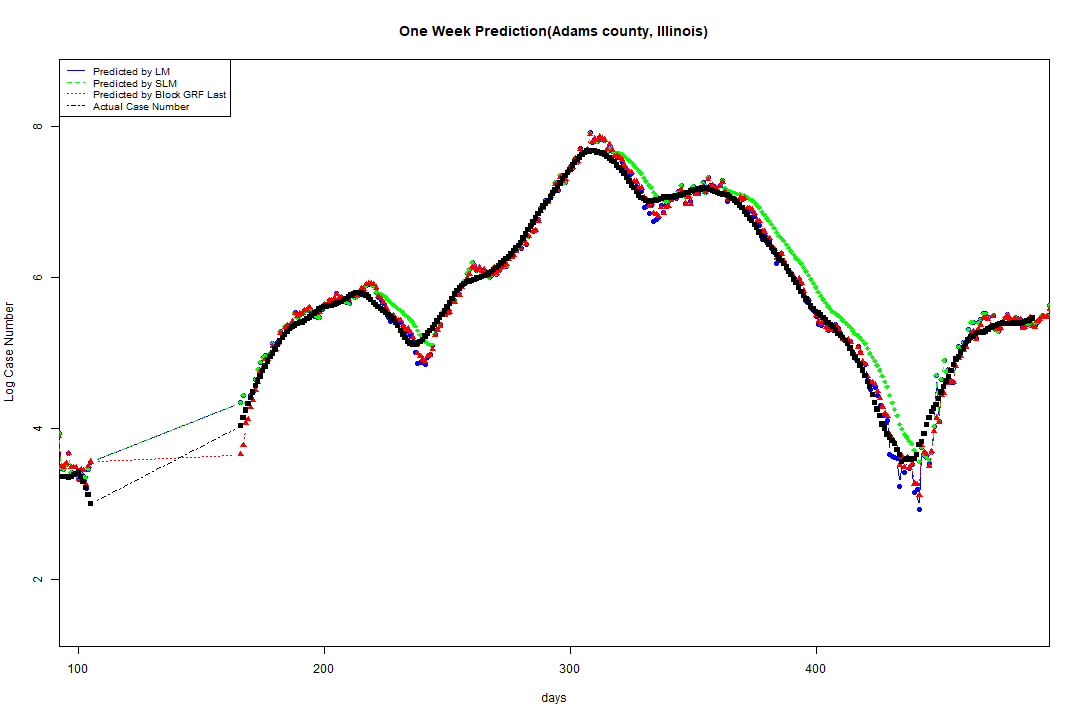 One Week Prediction(Adams county, Illinois)
Predicted by LM
Predicted by SLM
Predicted by Block GRF Last
Actual Case Number
8
6
4
2
Log Case Number
100 200 300 400
days